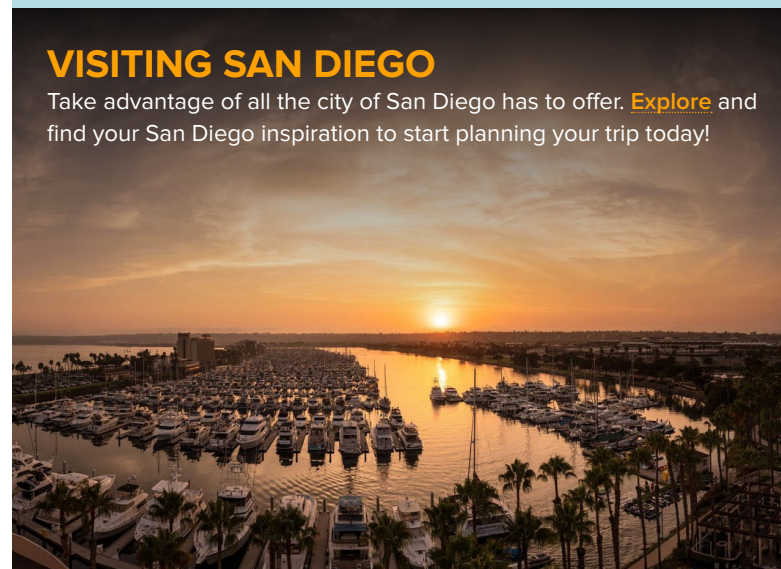 VISITING SAN DIEGO
Take advantage of all the city of San Diego has to offer. Explore and
find your San Diego inspiration to start planning your trip today!